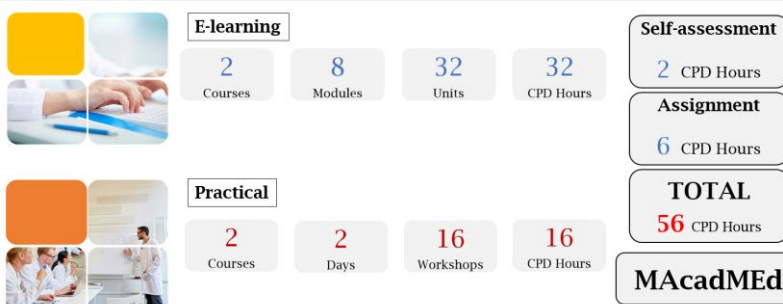 E-learning
2 8 32 32
Courses Modules Units CPD Hours
Self-assessment
2 CPD Hours
Assignment
6 CPD Hours
Practical
2 2 16 16
Courses Days Workshops CPD Hours
TOTAL
56 CPD Hours
MAcadMEd